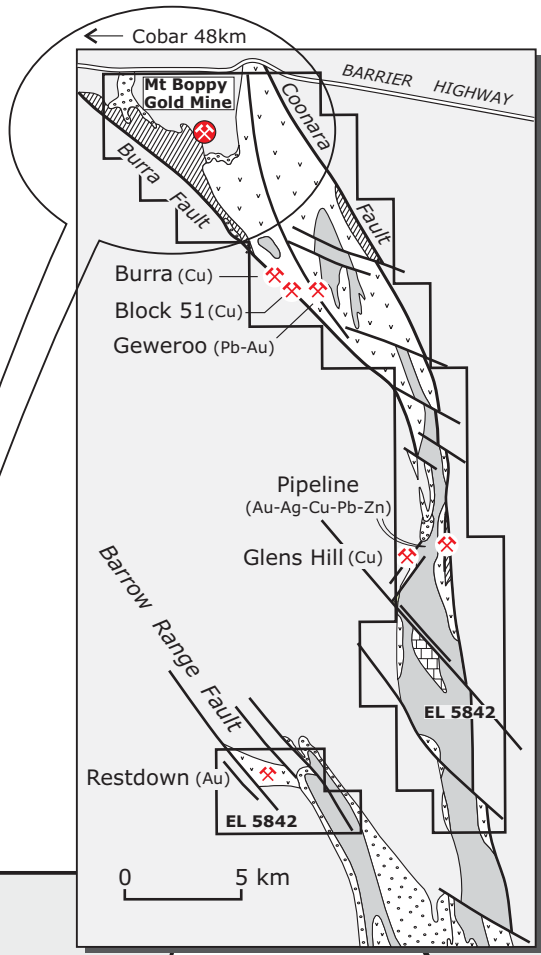 Cobar 48km
BARRIER HIGHWAY
Mt Boppy
Gold Mine
Coonara
Fault
Burra Fault
Burra (Cu)
Block 51 (Cu)
Geweroo (Pb-Au)
Pipeline
(Au-Ag-Cu-Pb-Zn)
Glens Hill (Cu)
Barrow Range Fault
EL 5842
Restdown (Au)
EL 5842
0 5 km